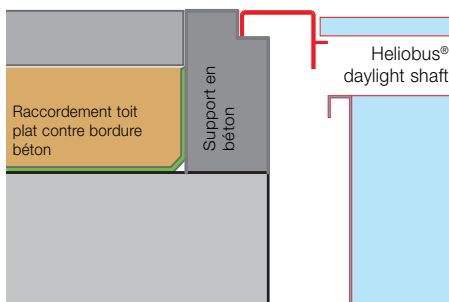 Heliobus®
daylight shaft
Raccordement toit
plat contre bordure
béton
Support en
béton